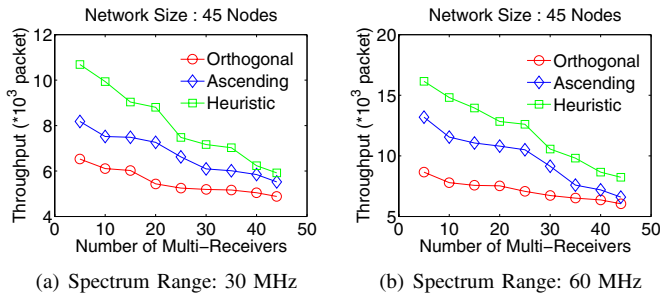 Network Size : 45 Nodes
Throughput (*10^3 packet)
12
10
8
6
4
Orthogonal
Ascending
Heuristic
0 10 20 30 40 50
Number of Multi-Receivers
(a) Spectrum Range: 30 MHz
Network Size : 45 Nodes
Throughput (*10^3 packet)
20
15
10
5
Orthogonal
Ascending
Heuristic
0 10 20 30 40 50
Number of Multi-Receivers
(b) Spectrum Range: 60 MHz